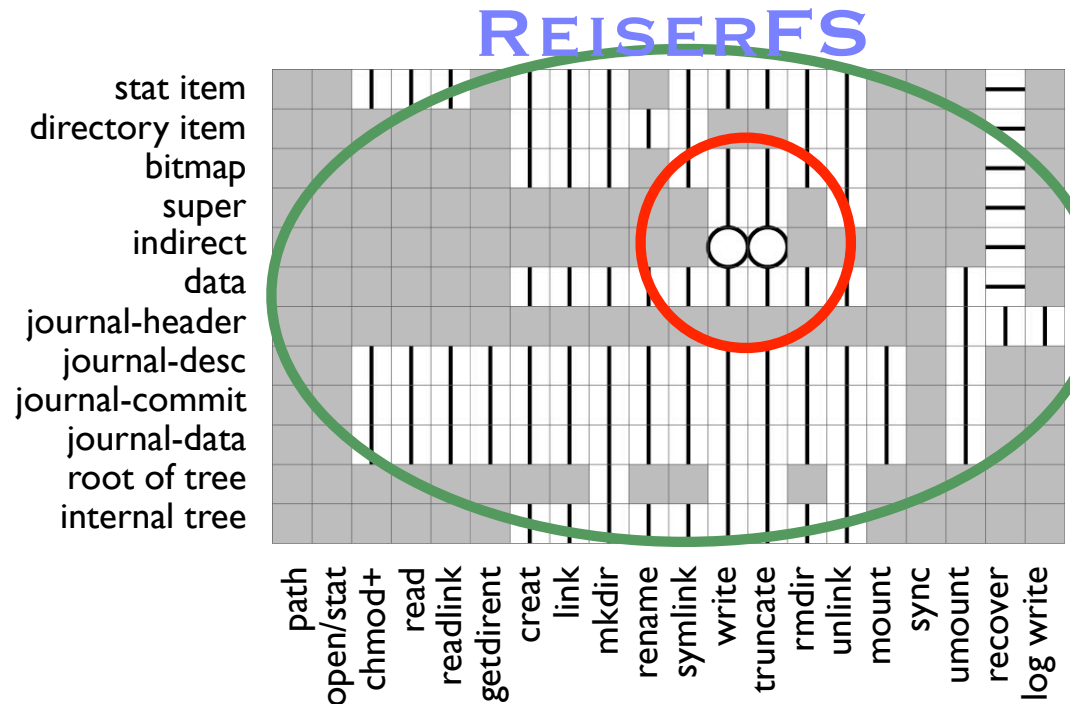 REISERFS
stat item
directory item
bitmap
super
indirect
data
journal-header
journal-desc
journal-commit
journal-data
root of tree
internal tree
path
open/stat
chmod+
read
readlink
getdirent
creat
link
mkdir
rename
symlink
write
truncate
rmdir
unlink
mount
sync
umount
recover
log write